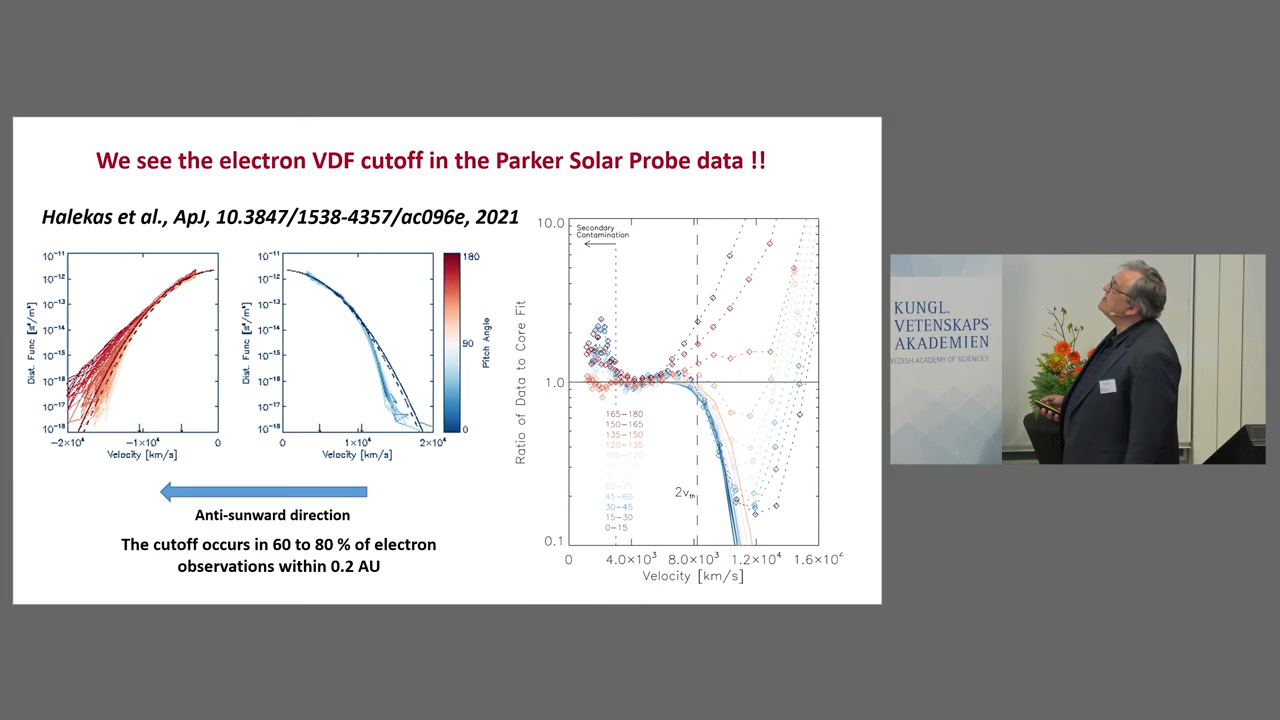 We see the electron VDF cutoff in the Parker Solar Probe data !!
Halekas et al., ApJ, 10.3847/1538-4357/ac096e, 2021
10⁻¹¹
10⁻¹²
10⁻¹³
10⁻¹⁴
10⁻¹⁵
10⁻¹⁶
10⁻¹⁷
10⁻¹⁸
Dist. Func [s³/m⁶]
-2×10⁴
-1×10⁴
0
Velocity [km/s]
10⁻¹¹
10⁻¹²
10⁻¹³
10⁻¹⁴
10⁻¹⁵
10⁻¹⁶
10⁻¹⁷
10⁻¹⁸
Dist. Func [s³/m⁶]
0
1×10⁴
2×10⁴
Velocity [km/s]
180
90
0
Pitch Angle
Anti-sunward direction
The cutoff occurs in 60 to 80 % of electron
observations within 0.2 AU
10.0
1.0
0.1
Ratio of Data to Core Fit
Secondary
Contamination
165-180
150-165
135-150
120-135
105-120
60-75
45-60
30-45
15-30
0-15
2vₜₕ
0
4.0×10³
8.0×10³
1.2×10⁴
1.6×10⁴
Velocity [km/s]
KUNGL.
VETENSKAPS-
AKADEMIEN
SWEDISH ACADEMY OF SCIENCES